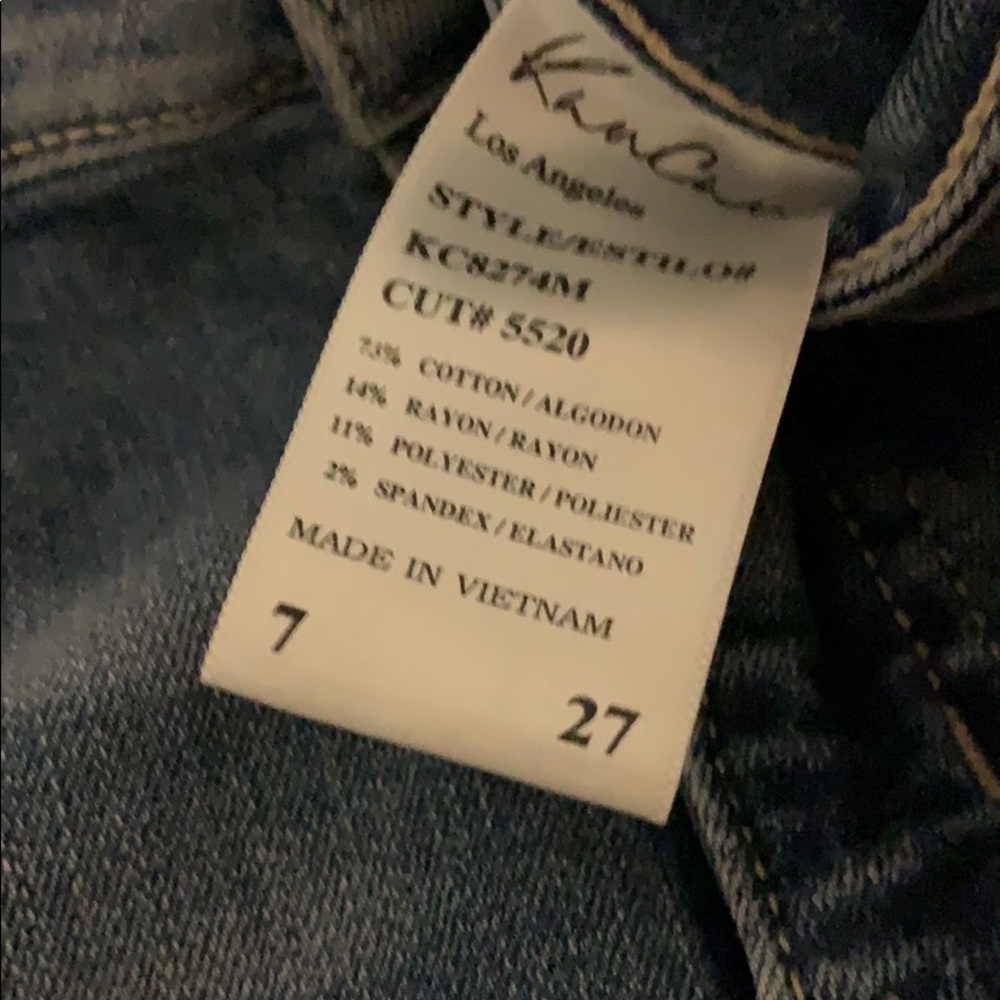 KanCan
Los Angeles
STYLE/ESTILO#
KC8274M
CUT# 5520
73% COTTON/ALGODON
14% RAYON/RAYON
11% POLYESTER/POLIESTER
2% SPANDEX/ELASTANO
MADE IN VIETNAM
7
27